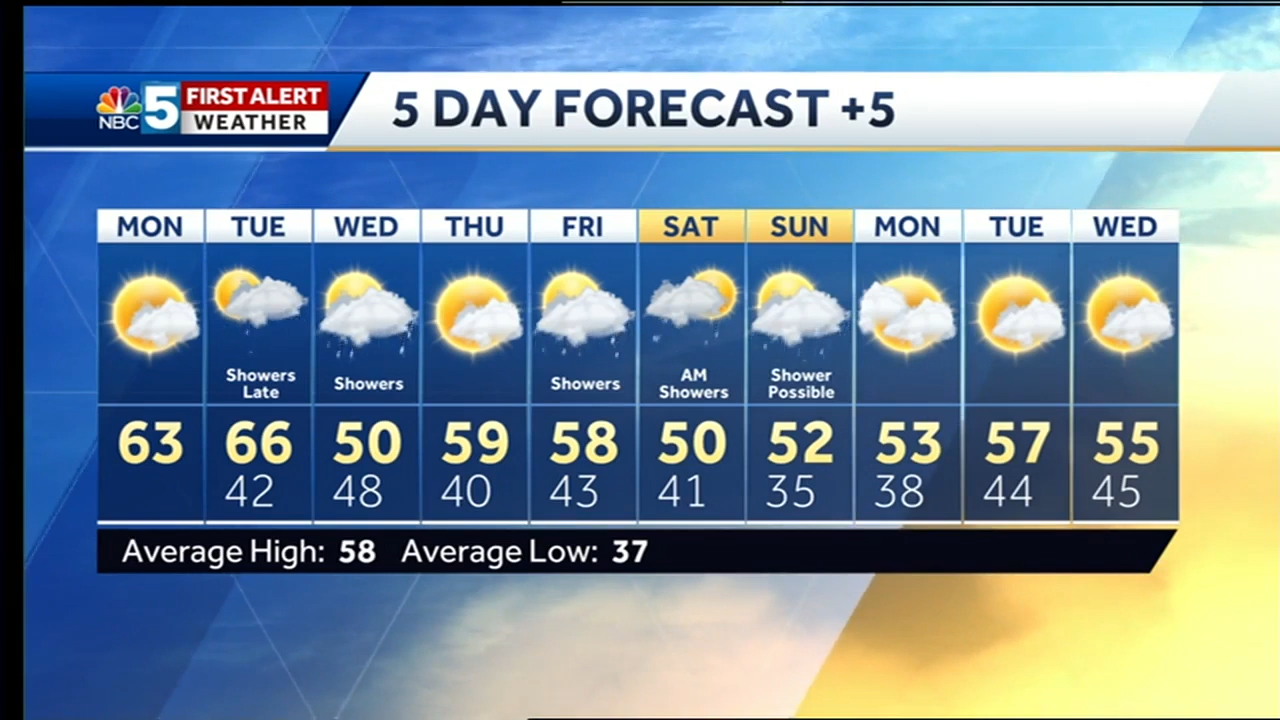 NBC 5 FIRST ALERT WEATHER
5 DAY FORECAST +5
MON TUE WED THU FRI SAT SUN MON TUE WED
Showers Late Showers Showers AM Showers Shower Possible
63 66 50 59 58 50 52 53 57 55
42 48 40 43 41 35 38 44 45
Average High: 58 Average Low: 37